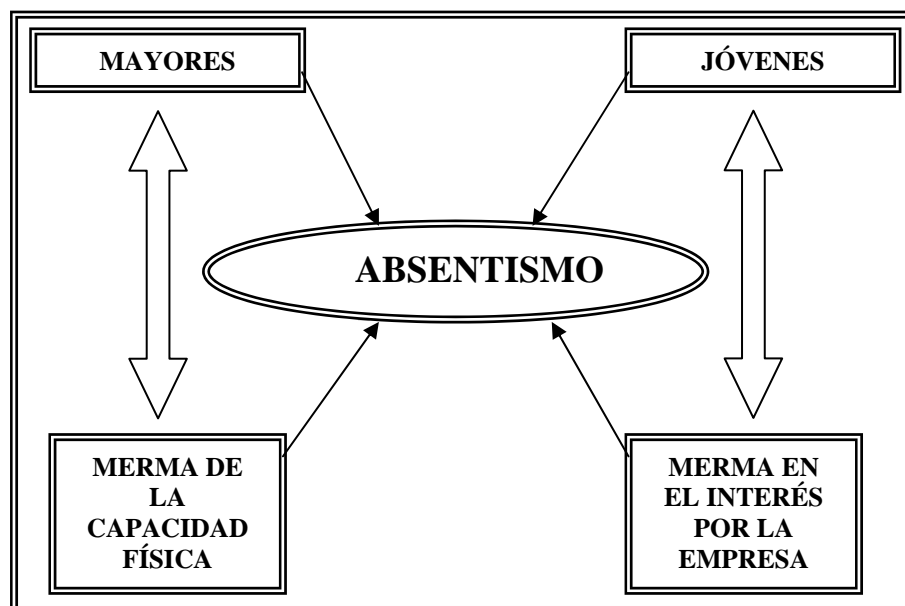 MAYORES
JÓVENES
ABSENTISMO
MERMA DE
LA
CAPACIDAD
FÍSICA
MERMA EN
EL INTERÉS
POR LA
EMPRESA